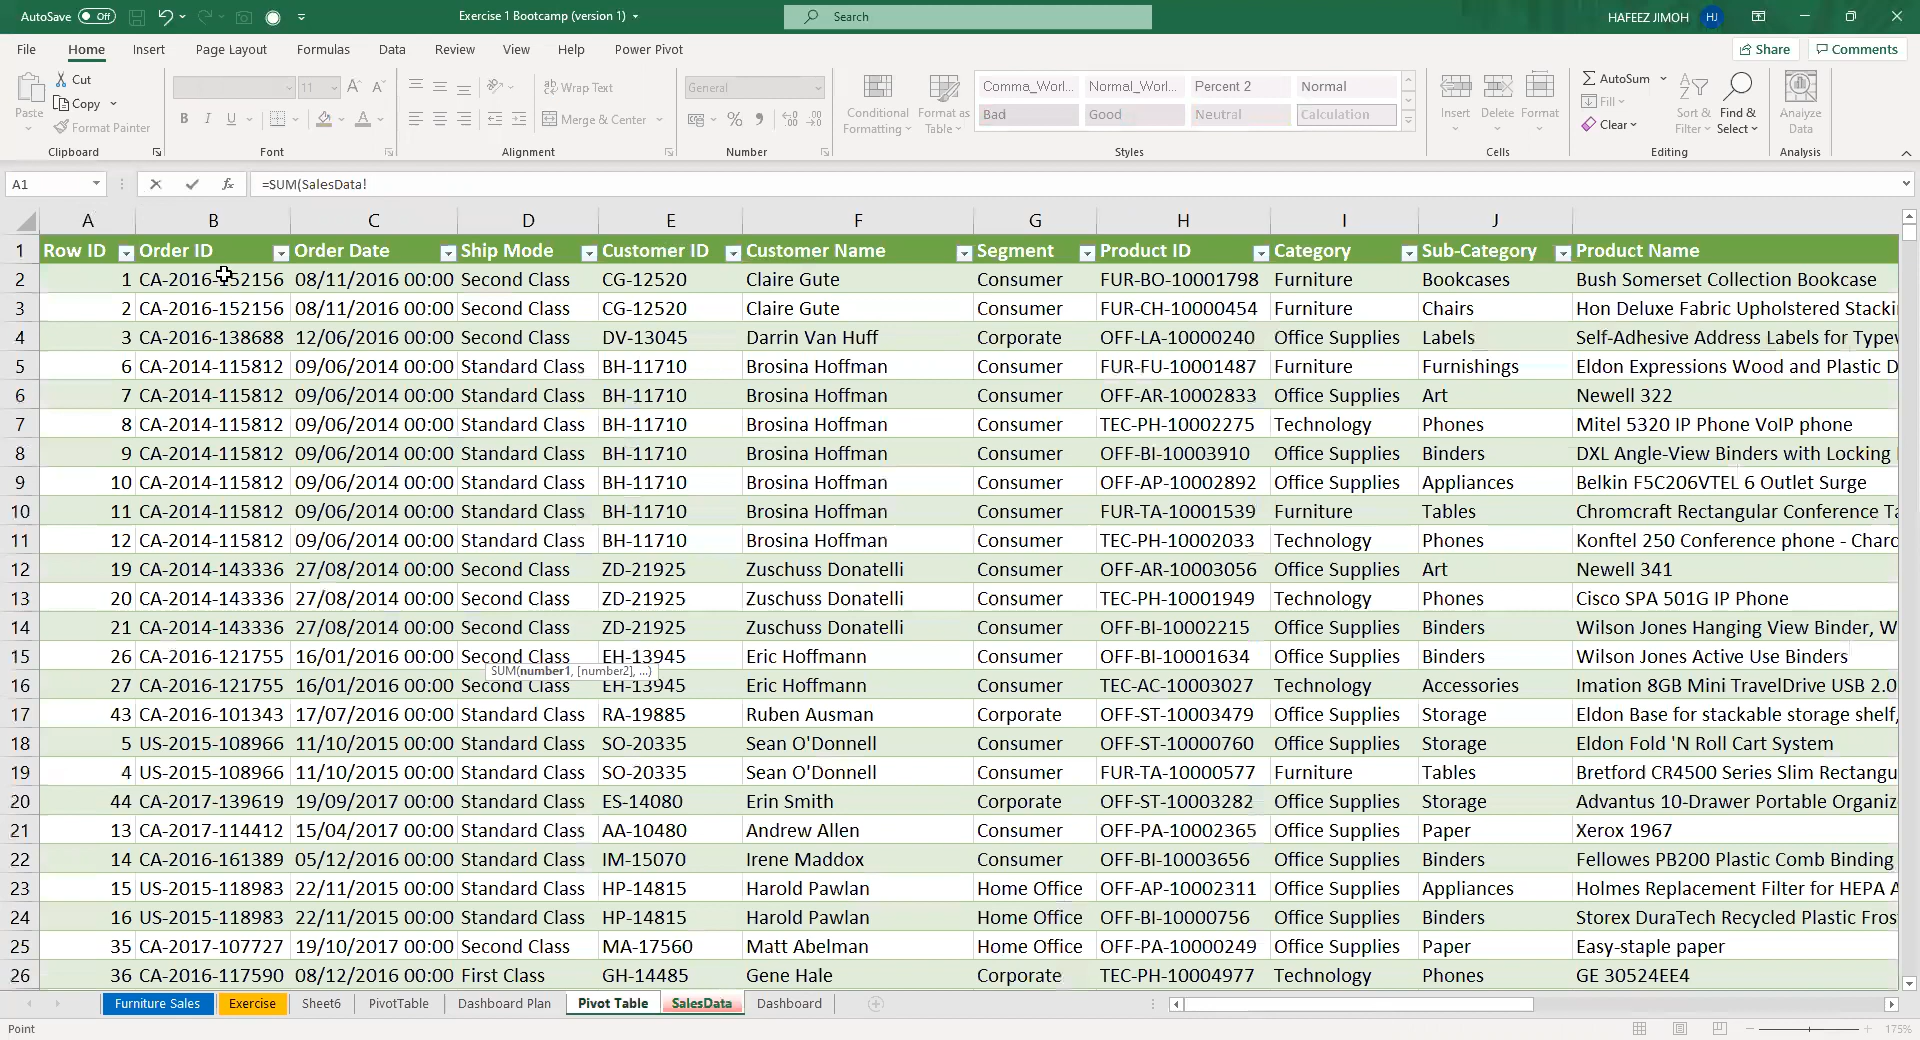 AutoSave Off Exercise 1 Bootcamp (version 1) Search HAFEEZ JIMOH HJ
File Home Insert Page Layout Formulas Data Review View Help Power Pivot Share Comments
Paste Cut Copy Format Painter Clipboard
11 Font
Wrap Text Merge & Center Alignment
General Number
Conditional Formatting Format as Table Comma_Worl... Normal_Worl... Percent 2 Normal
Bad Good Neutral Calculation Styles
Insert Delete Format Cells
AutoSum Fill Clear Sort & Filter Find & Select Editing
Analyze Data Analysis
A1 fx =SUM(SalesData!
A B C D E F G H I J
1 Row ID Order ID Order Date Ship Mode Customer ID Customer Name Segment Product ID Category Sub-Category Product Name
2 1 CA-2016-152156 08/11/2016 00:00 Second Class CG-12520 Claire Gute Consumer FUR-BO-10001798 Furniture Bookcases Bush Somerset Collection Bookcase
3 2 CA-2016-152156 08/11/2016 00:00 Second Class CG-12520 Claire Gute Consumer FUR-CH-10000454 Furniture Chairs Hon Deluxe Fabric Upholstered Stacki
4 3 CA-2016-138688 12/06/2016 00:00 Second Class DV-13045 Darrin Van Huff Corporate OFF-LA-10000240 Office Supplies Labels Self-Adhesive Address Labels for Typew
5 6 CA-2014-115812 09/06/2014 00:00 Standard Class BH-11710 Brosina Hoffman Consumer FUR-FU-10001487 Furniture Furnishings Eldon Expressions Wood and Plastic D
6 7 CA-2014-115812 09/06/2014 00:00 Standard Class BH-11710 Brosina Hoffman Consumer OFF-AR-10002833 Office Supplies Art Newell 322
7 8 CA-2014-115812 09/06/2014 00:00 Standard Class BH-11710 Brosina Hoffman Consumer TEC-PH-10002275 Technology Phones Mitel 5320 IP Phone VoIP phone
8 9 CA-2014-115812 09/06/2014 00:00 Standard Class BH-11710 Brosina Hoffman Consumer OFF-BI-10003910 Office Supplies Binders DXL Angle-View Binders with Locking
9 10 CA-2014-115812 09/06/2014 00:00 Standard Class BH-11710 Brosina Hoffman Consumer OFF-AP-10002892 Office Supplies Appliances Belkin F5C206VTEL 6 Outlet Surge
10 11 CA-2014-115812 09/06/2014 00:00 Standard Class BH-11710 Brosina Hoffman Consumer FUR-TA-10001539 Furniture Tables Chromcraft Rectangular Conference Ta
11 12 CA-2014-115812 09/06/2014 00:00 Standard Class BH-11710 Brosina Hoffman Consumer TEC-PH-10002033 Technology Phones Konftel 250 Conference phone - Charc
12 19 CA-2014-143336 27/08/2014 00:00 Second Class ZD-21925 Zuschuss Donatelli Consumer OFF-AR-10003056 Office Supplies Art Newell 341
13 20 CA-2014-143336 27/08/2014 00:00 Second Class ZD-21925 Zuschuss Donatelli Consumer TEC-PH-10001949 Technology Phones Cisco SPA 501G IP Phone
14 21 CA-2014-143336 27/08/2014 00:00 Second Class ZD-21925 Zuschuss Donatelli Consumer OFF-BI-10002215 Office Supplies Binders Wilson Jones Hanging View Binder, W
15 26 CA-2016-121755 16/01/2016 00:00 Second Class EH-13945 Eric Hoffmann Consumer OFF-BI-10001634 Office Supplies Binders Wilson Jones Active Use Binders
SUM(number1, [number2], ...)
16 27 CA-2016-121755 16/01/2016 00:00 Second Class EH-13945 Eric Hoffmann Consumer TEC-AC-10003027 Technology Accessories Imation 8GB Mini TravelDrive USB 2.0
17 43 CA-2016-101343 17/07/2016 00:00 Standard Class RA-19885 Ruben Ausman Corporate OFF-ST-10003479 Office Supplies Storage Eldon Base for stackable storage shelf,
18 5 US-2015-108966 11/10/2015 00:00 Standard Class SO-20335 Sean O'Donnell Consumer OFF-ST-10000760 Office Supplies Storage Eldon Fold 'N Roll Cart System
19 4 US-2015-108966 11/10/2015 00:00 Standard Class SO-20335 Sean O'Donnell Consumer FUR-TA-10000577 Furniture Tables Bretford CR4500 Series Slim Rectangu
20 44 CA-2017-139619 19/09/2017 00:00 Standard Class ES-14080 Erin Smith Corporate OFF-ST-10003282 Office Supplies Storage Advantus 10-Drawer Portable Organiz
21 13 CA-2017-114412 15/04/2017 00:00 Standard Class AA-10480 Andrew Allen Consumer OFF-PA-10002365 Office Supplies Paper Xerox 1967
22 14 CA-2016-161389 05/12/2016 00:00 Standard Class IM-15070 Irene Maddox Consumer OFF-BI-10003656 Office Supplies Binders Fellowes PB200 Plastic Comb Binding
23 15 US-2015-118983 22/11/2015 00:00 Standard Class HP-14815 Harold Pawlan Home Office OFF-AP-10002311 Office Supplies Appliances Holmes Replacement Filter for HEPA A
24 16 US-2015-118983 22/11/2015 00:00 Standard Class HP-14815 Harold Pawlan Home Office OFF-BI-10000756 Office Supplies Binders Storex DuraTech Recycled Plastic Fros
25 35 CA-2017-107727 19/10/2017 00:00 Second Class MA-17560 Matt Abelman Home Office OFF-PA-10000249 Office Supplies Paper Easy-staple paper
26 36 CA-2016-117590 08/12/2016 00:00 First Class GH-14485 Gene Hale Corporate TEC-PH-10004977 Technology Phones GE 30524EE4
Furniture Sales Exercise Sheet6 PivotTable Dashboard Plan Pivot Table SalesData Dashboard
Point 175%